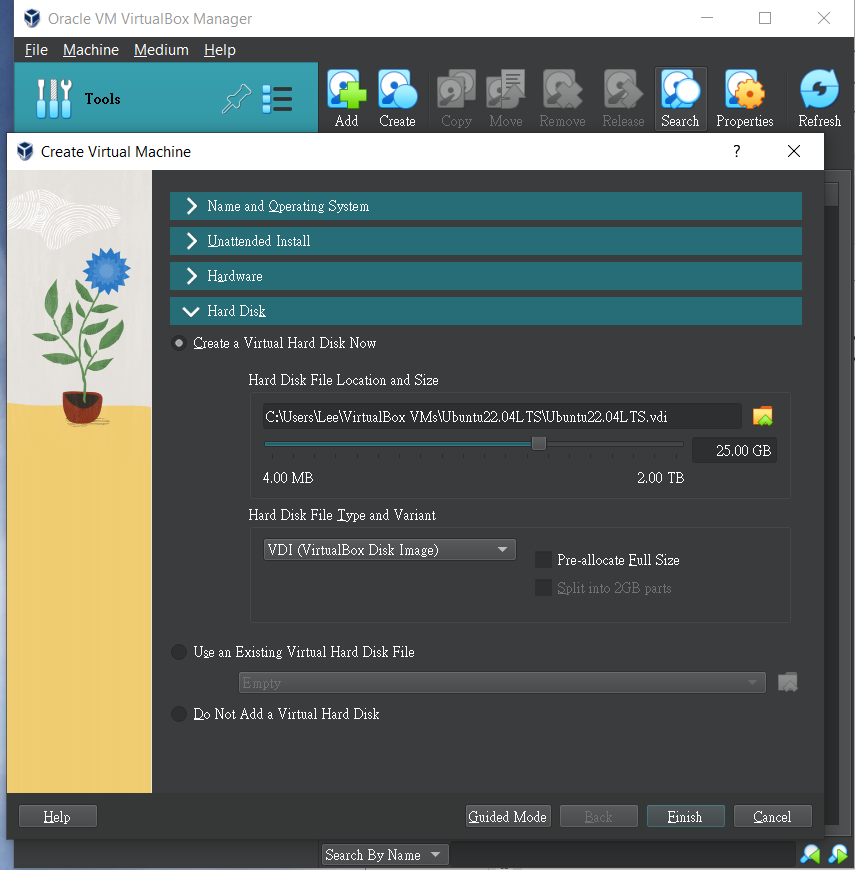 Oracle VM VirtualBox Manager
File Machine Medium Help
Tools
Add Create Copy Move Remove Release Search Properties Refresh
Create Virtual Machine ?
Name and Operating System
Unattended Install
Hardware
Hard Disk
Create a Virtual Hard Disk Now
Hard Disk File Location and Size
C:\Users\Lee\VirtualBox VMs\Ubuntu22.04LTS\Ubuntu22.04LTS.vdi
25.00 GB
4.00 MB 2.00 TB
Hard Disk File Type and Variant
VDI (VirtualBox Disk Image)
Pre-allocate Full Size
Split into 2GB parts
Use an Existing Virtual Hard Disk File
Empty
Do Not Add a Virtual Hard Disk
Help Guided Mode Back Finish Cancel
Search By Name